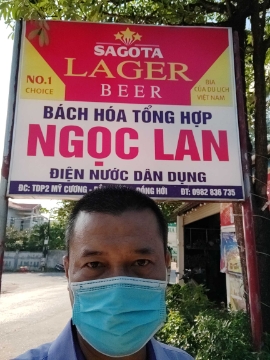 SAGOTA
LAGER
BEER
NO.1
CHOICE
BIA
CỦA DU LỊCH
VIỆT NAM
BÁCH HÓA TỔNG HỢP
NGỌC LAN
ĐIỆN NƯỚC DÂN DỤNG
ĐC: TDP2 MỸ CƯƠNG - ĐỒNG HỚI ĐT: 0982 836 735